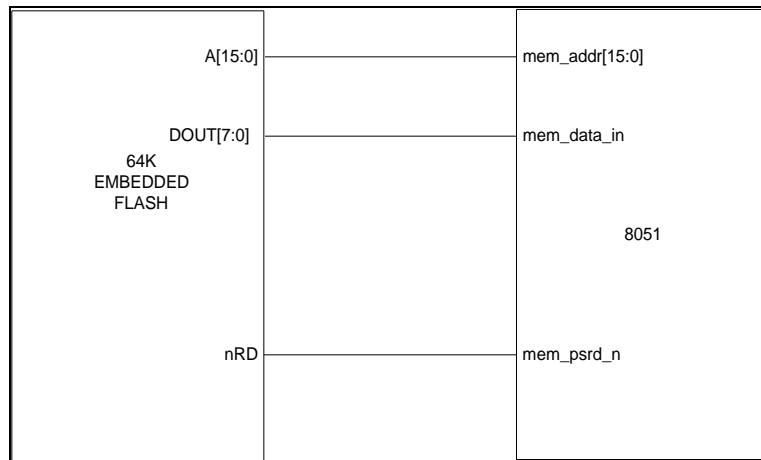 A[15:0]
mem_addr[15:0]
DOUT[7:0]
mem_data_in
64K
EMBEDDED
FLASH
8051
nRD
mem_psrd_n